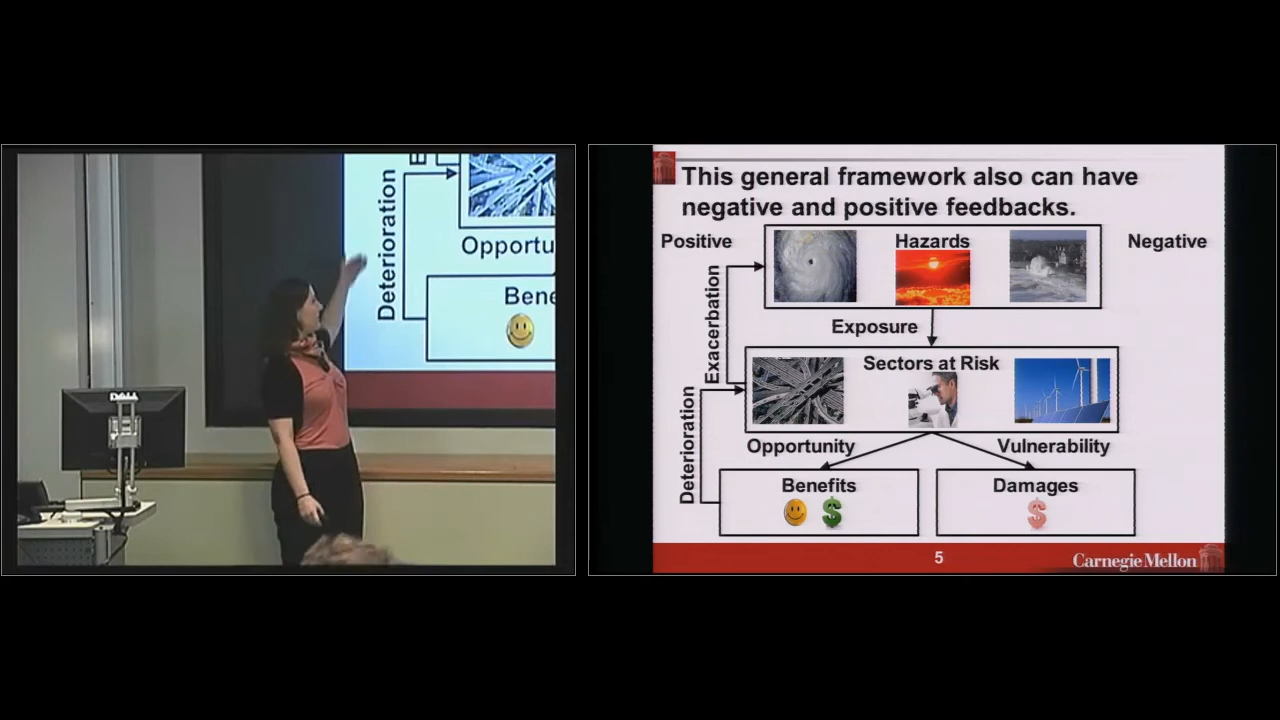 DELL
Deterioration
Opportu
Bene
This general framework also can have
negative and positive feedbacks.
Positive
Hazards
Negative
Exacerbation
Exposure
Sectors at Risk
Deterioration
Opportunity
Vulnerability
Benefits
Damages
$
$
5
Carnegie Mellon